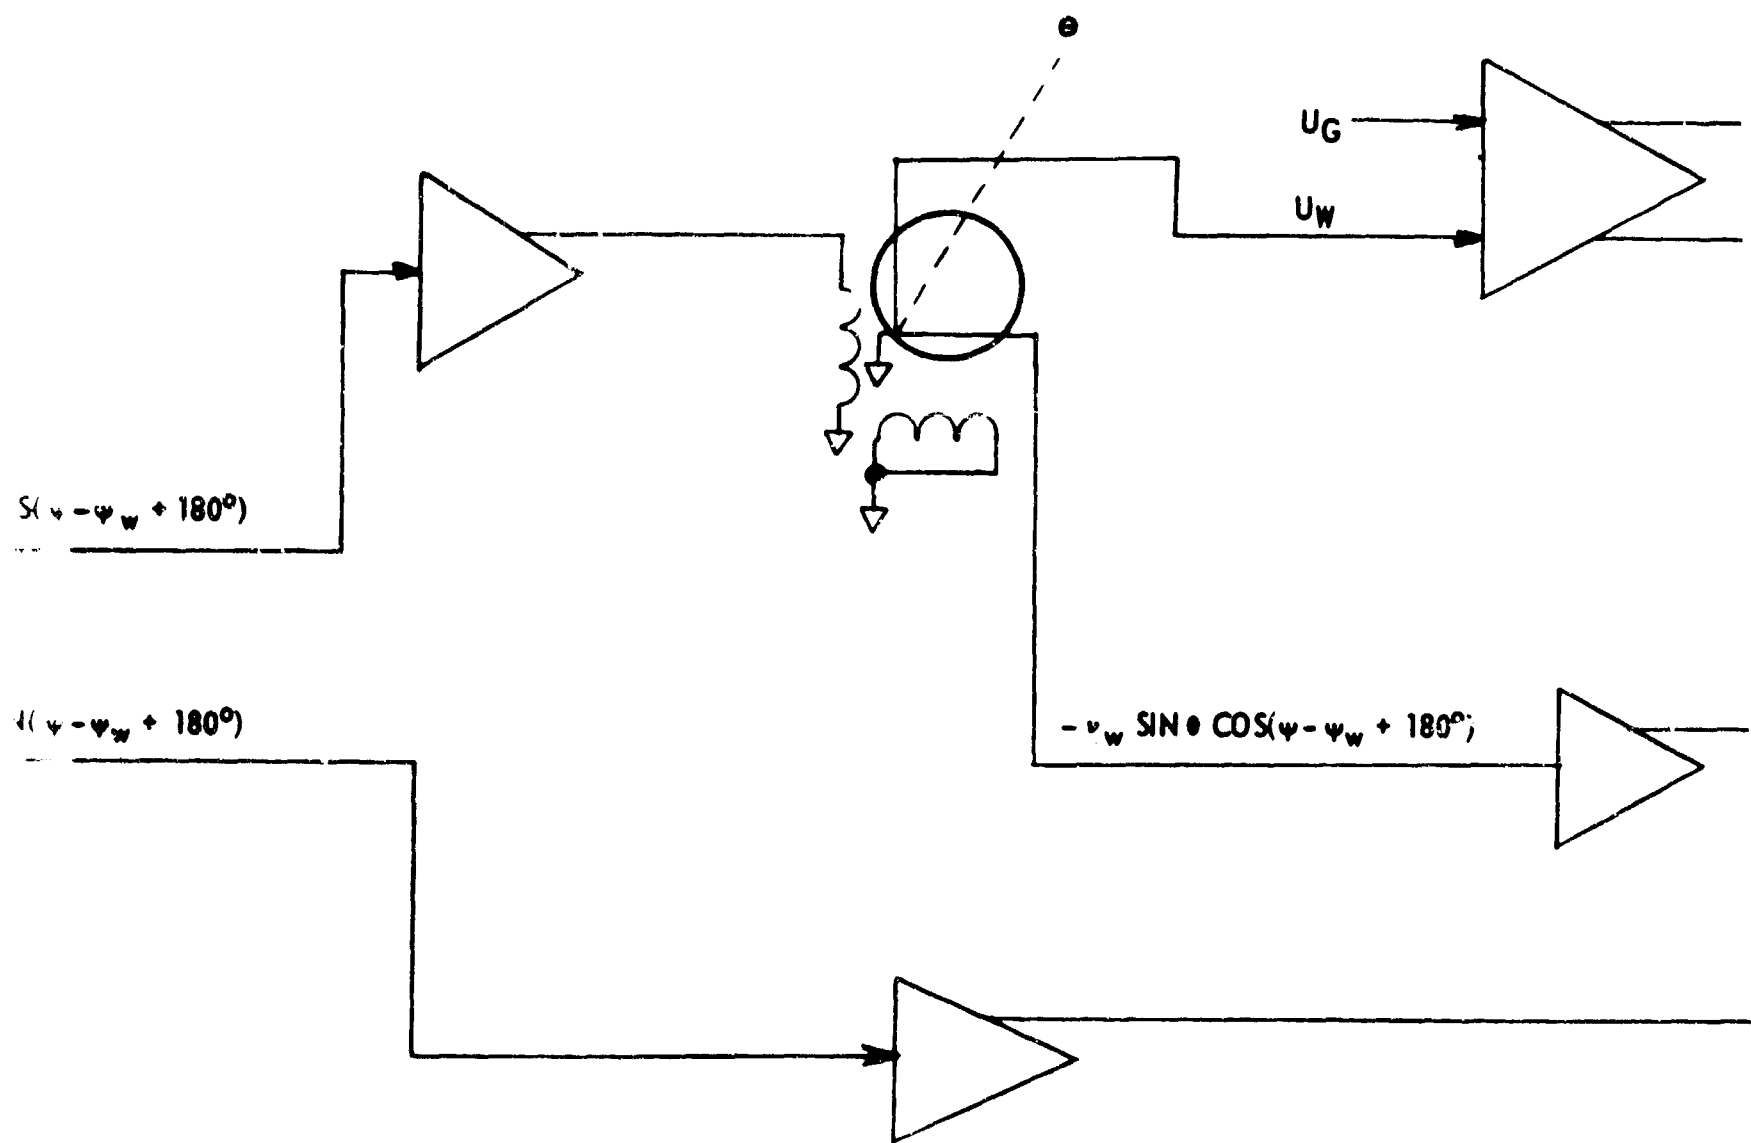 θ
U_G
U_W
S(ψ - ψ_w + 180°)
(ψ - ψ_w + 180°)
- ν_w SIN θ COS(ψ - ψ_w + 180°)